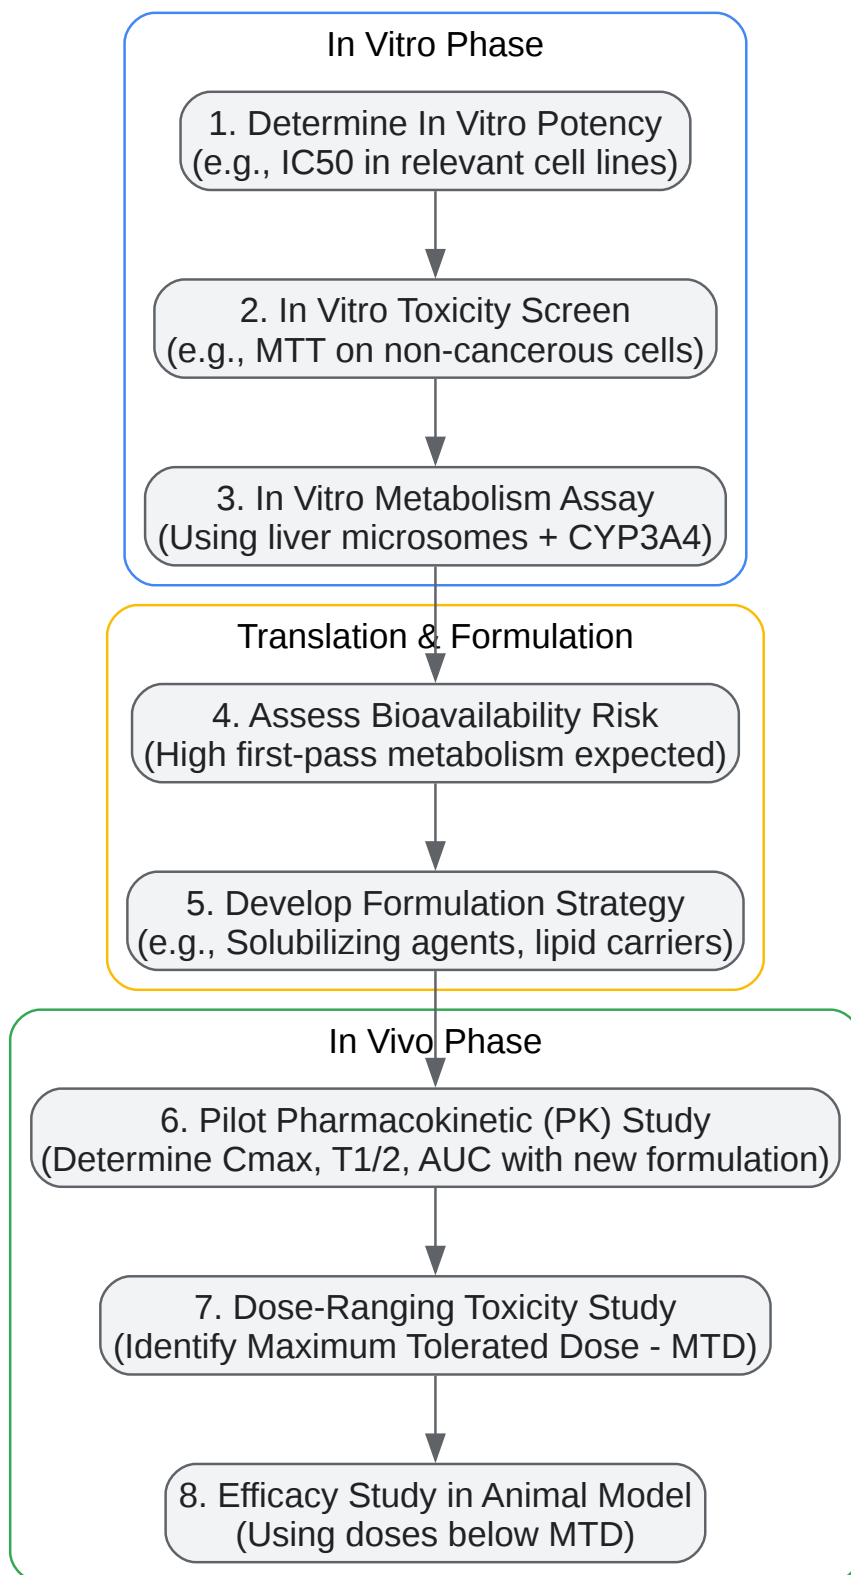 In Vitro Phase
1. Determine In Vitro Potency
(e.g., IC50 in relevant cell lines)
2. In Vitro Toxicity Screen
(e.g., MTT on non-cancerous cells)
3. In Vitro Metabolism Assay
(Using liver microsomes + CYP3A4)
Translation & Formulation
4. Assess Bioavailability Risk
(High first-pass metabolism expected)
5. Develop Formulation Strategy
(e.g., Solubilizing agents, lipid carriers)
In Vivo Phase
6. Pilot Pharmacokinetic (PK) Study
(Determine Cmax, T1/2, AUC with new formulation)
7. Dose-Ranging Toxicity Study
(Identify Maximum Tolerated Dose - MTD)
8. Efficacy Study in Animal Model
(Using doses below MTD)